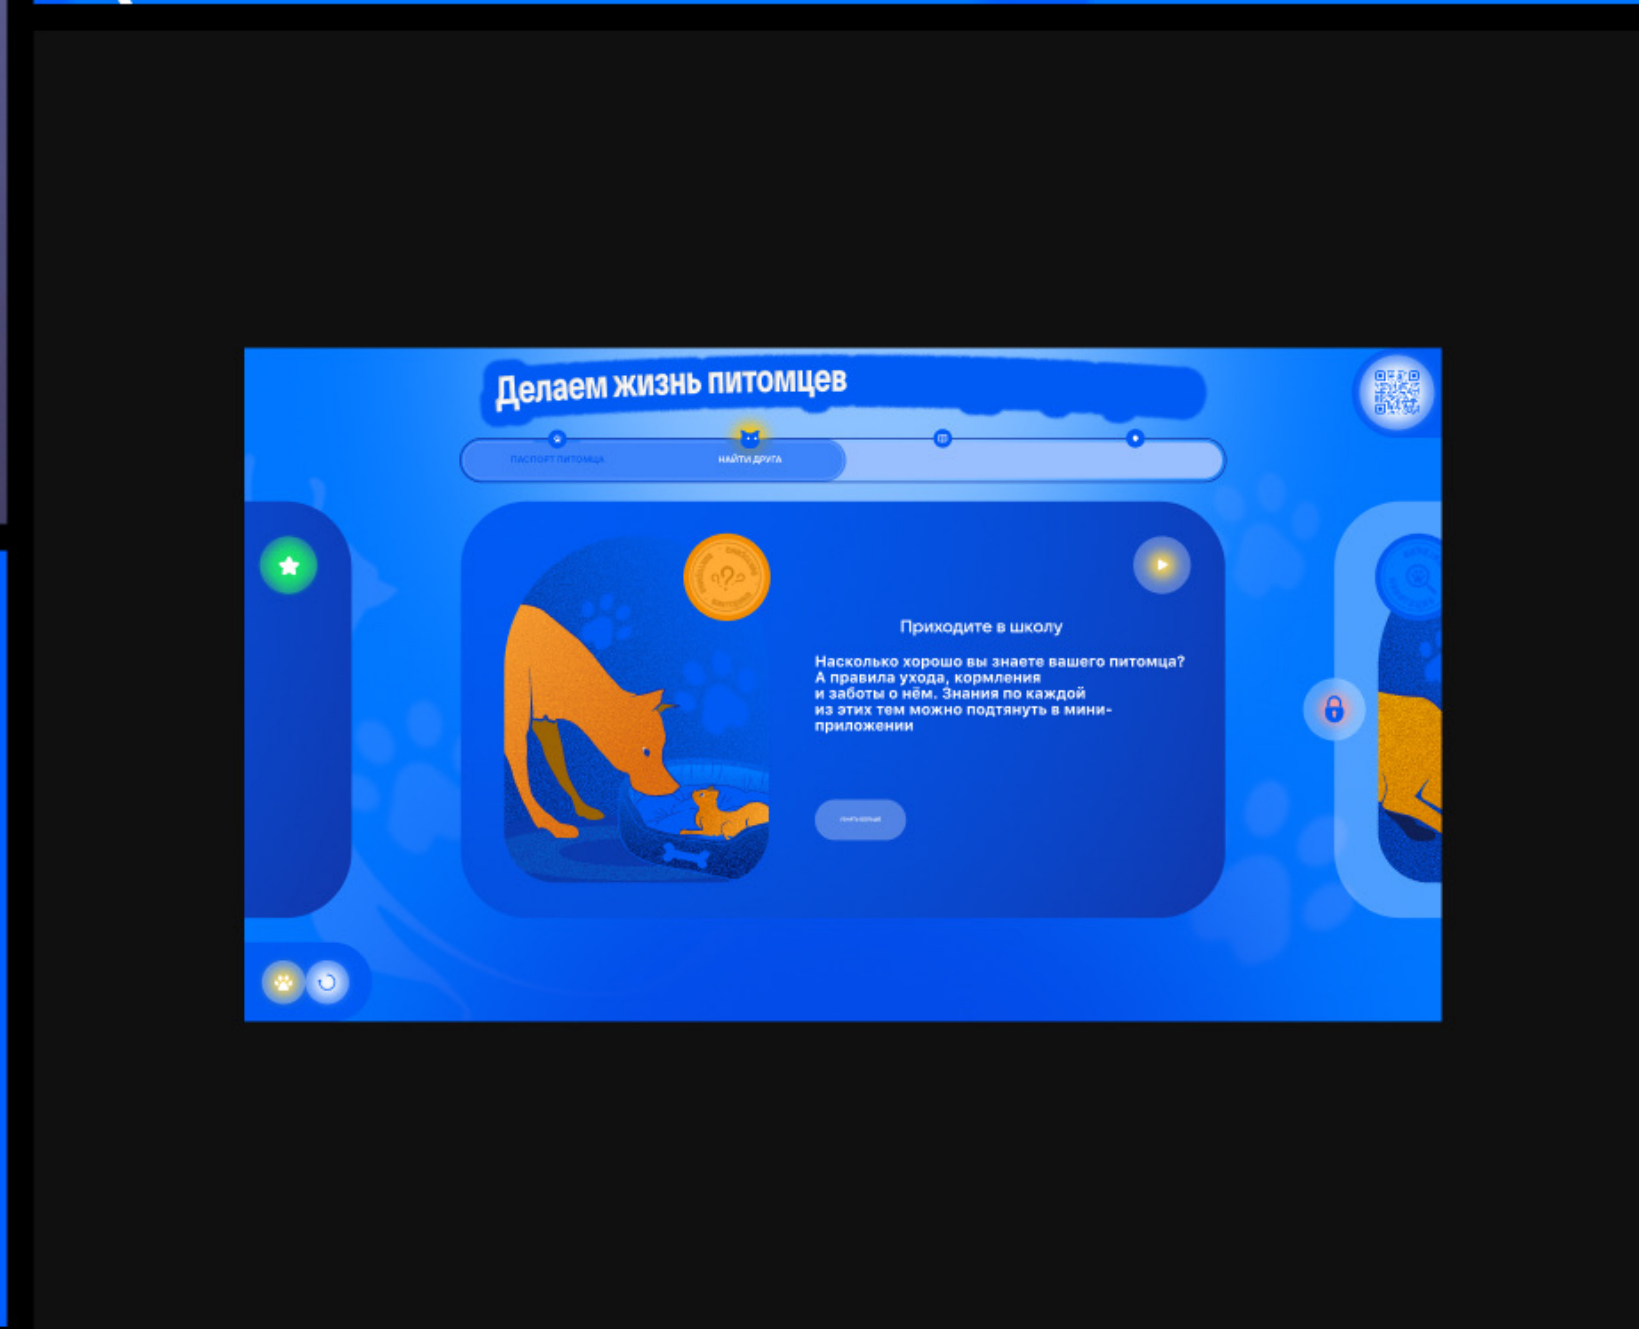 Делаем жизнь питомцев
ПАСПОРТ ПИТОМЦА
НАЙТИ ДРУГА
Приходите в школу
Насколько хорошо вы знаете вашего питомца?
А правила ухода, кормления
и заботы о нём. Знания по каждой
из этих тем можно подтянуть в мини-
приложении